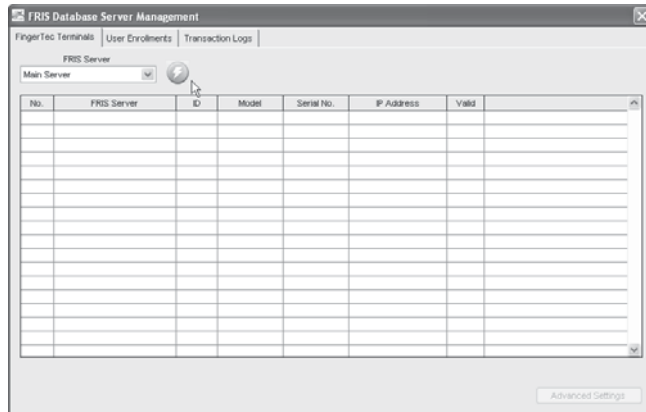 FRIS Database Server Management
FingerTec Terminals User Enrolments Transaction Logs
FRIS Server
Main Server
No. FRIS Server ID Model Serial No. IP Address Valid
Advanced Settings